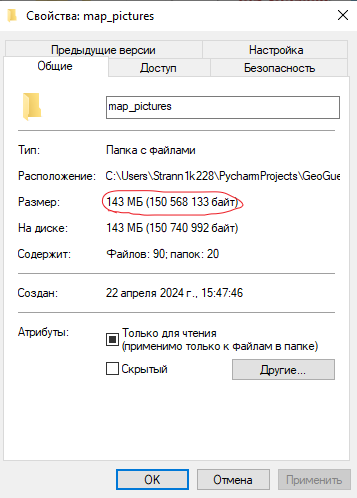 Свойства: map_pictures
Предыдущие версии
Настройка
Общие
Доступ
Безопасность
map_pictures
Тип: Папка с файлами
Расположение: C:\Users\Strann1k228\PycharmProjects\GeoGue
Размер: 143 МБ (150 568 133 байт)
На диске: 143 МБ (150 740 992 байт)
Содержит: Файлов: 90; папок: 20
Создан: 22 апреля 2024 г., 15:47:46
Атрибуты: Только для чтения
(применимо только к файлам в папке)
Скрытый
Другие...
OK
Отмена
Применить